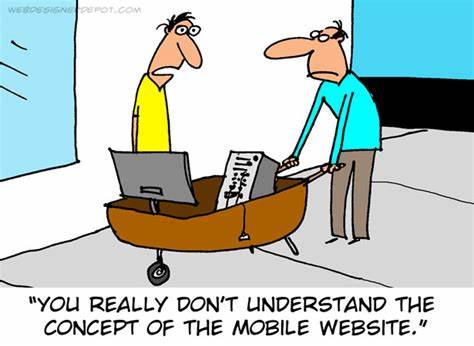 WEBDESIGNERDEPOT.COM
"YOU REALLY DON'T UNDERSTAND THE
CONCEPT OF THE MOBILE WEBSITE."